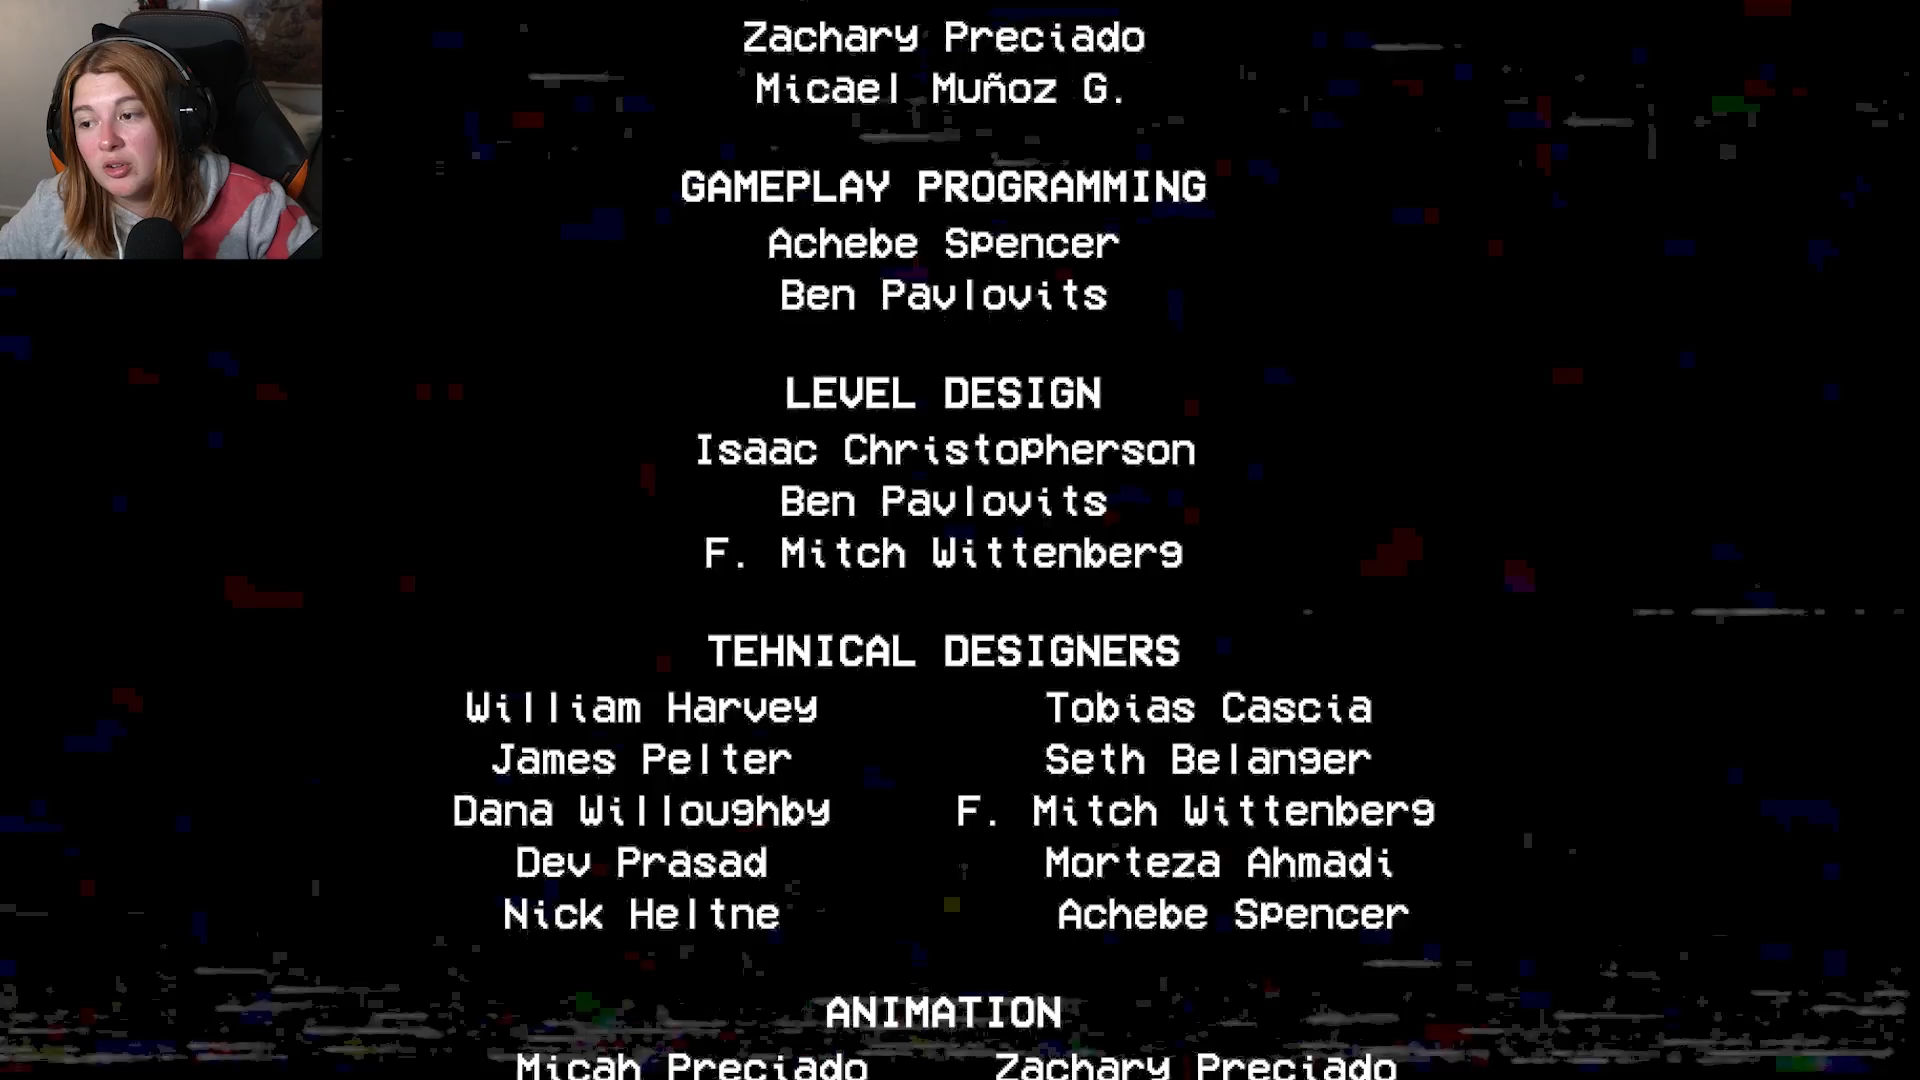 Zachary Preciado
Micael Muñoz G.
GAMEPLAY PROGRAMMING
Achebe Spencer
Ben Pavlovits
LEVEL DESIGN
Isaac Christopherson
Ben Pavlovits
F. Mitch Wittenberg
TEHNICAL DESIGNERS
William Harvey Tobias Cascia
James Pelter Seth Belanger
Dana Willoughby F. Mitch Wittenberg
Dev Prasad Morteza Ahmadi
Nick Heltne Achebe Spencer
ANIMATION
Micah Preciado Zachary Preciado